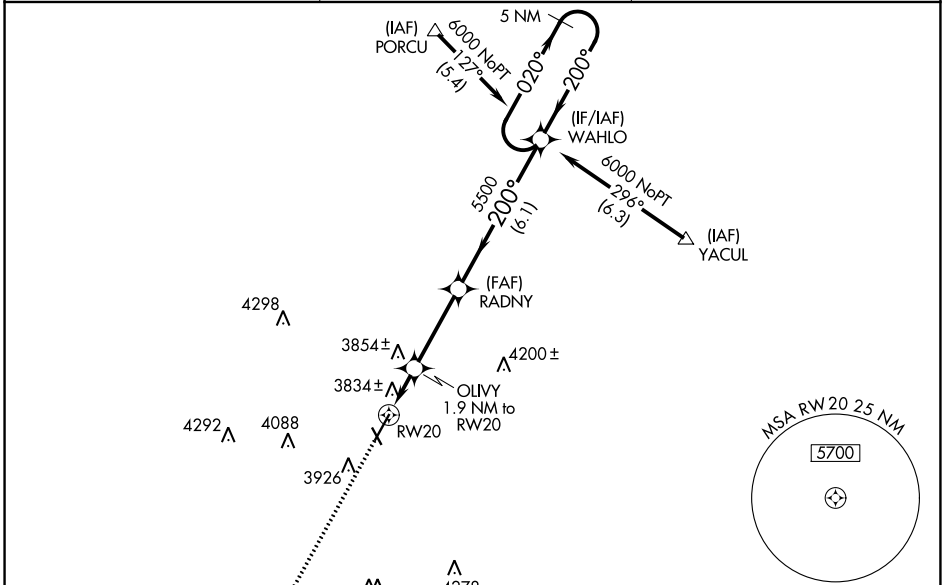 5 NM
(IAF)
PORCU
6000 NoPT
127°
(5.4)
020°
200°
(IF/IAF)
WAHLO
6000 NoPT
296°
(6.3)
(IAF)
YACUL
5500
200°
(6.1)
(FAF)
RADNY
4298
3854±
4200±
3834±
OLIVY
1.9 NM to
RW20
RW20
4292
4088
3926
MSA RW20 25 NM
5700